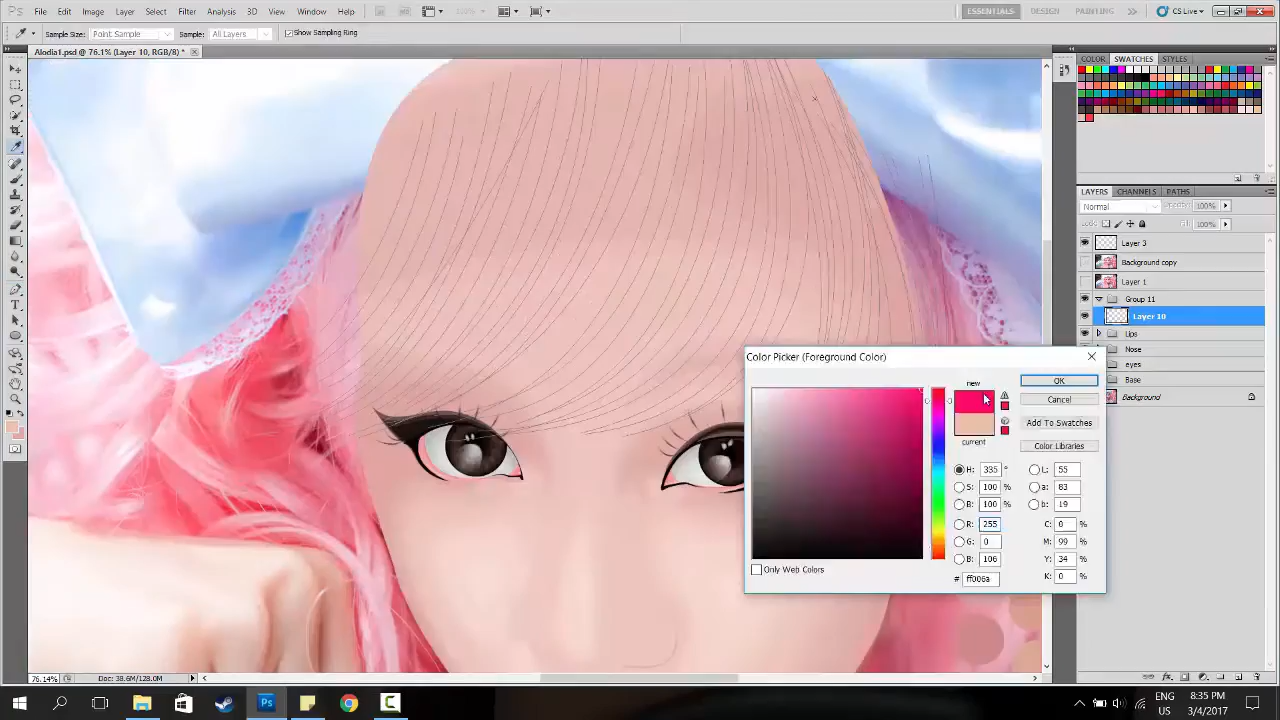 PS File Edit Image Layer Select Filter Analysis 3D View Window Help
ESSENTIALS DESIGN PAINTING CS Live
Sample Size: Point Sample Sample: All Layers Show Sampling Ring
Alodia1.psd @ 76.1% (Layer 10, RGB/8) *
COLOR SWATCHES STYLES
LAYERS CHANNELS PATHS
Normal 100%
100%
Layer 3
Background copy
Layer 1
Group 11
Layer 10
Lips
Nose
eyes
Base
Background
Color Picker (Foreground Color)
new
current
OK
Cancel
Add To Swatches
Color Libraries
H: 335 ° L: 55
S: 100 % a: 83
B: 100 % b: 19
R: 255 C: 0 %
G: 0 M: 99 %
B: 106 Y: 34 %
# ff006a K: 0 %
Only Web Colors
76.14% Doc: 38.6M/128.0M
Ps
ENG
US
8:35 PM
3/4/2017